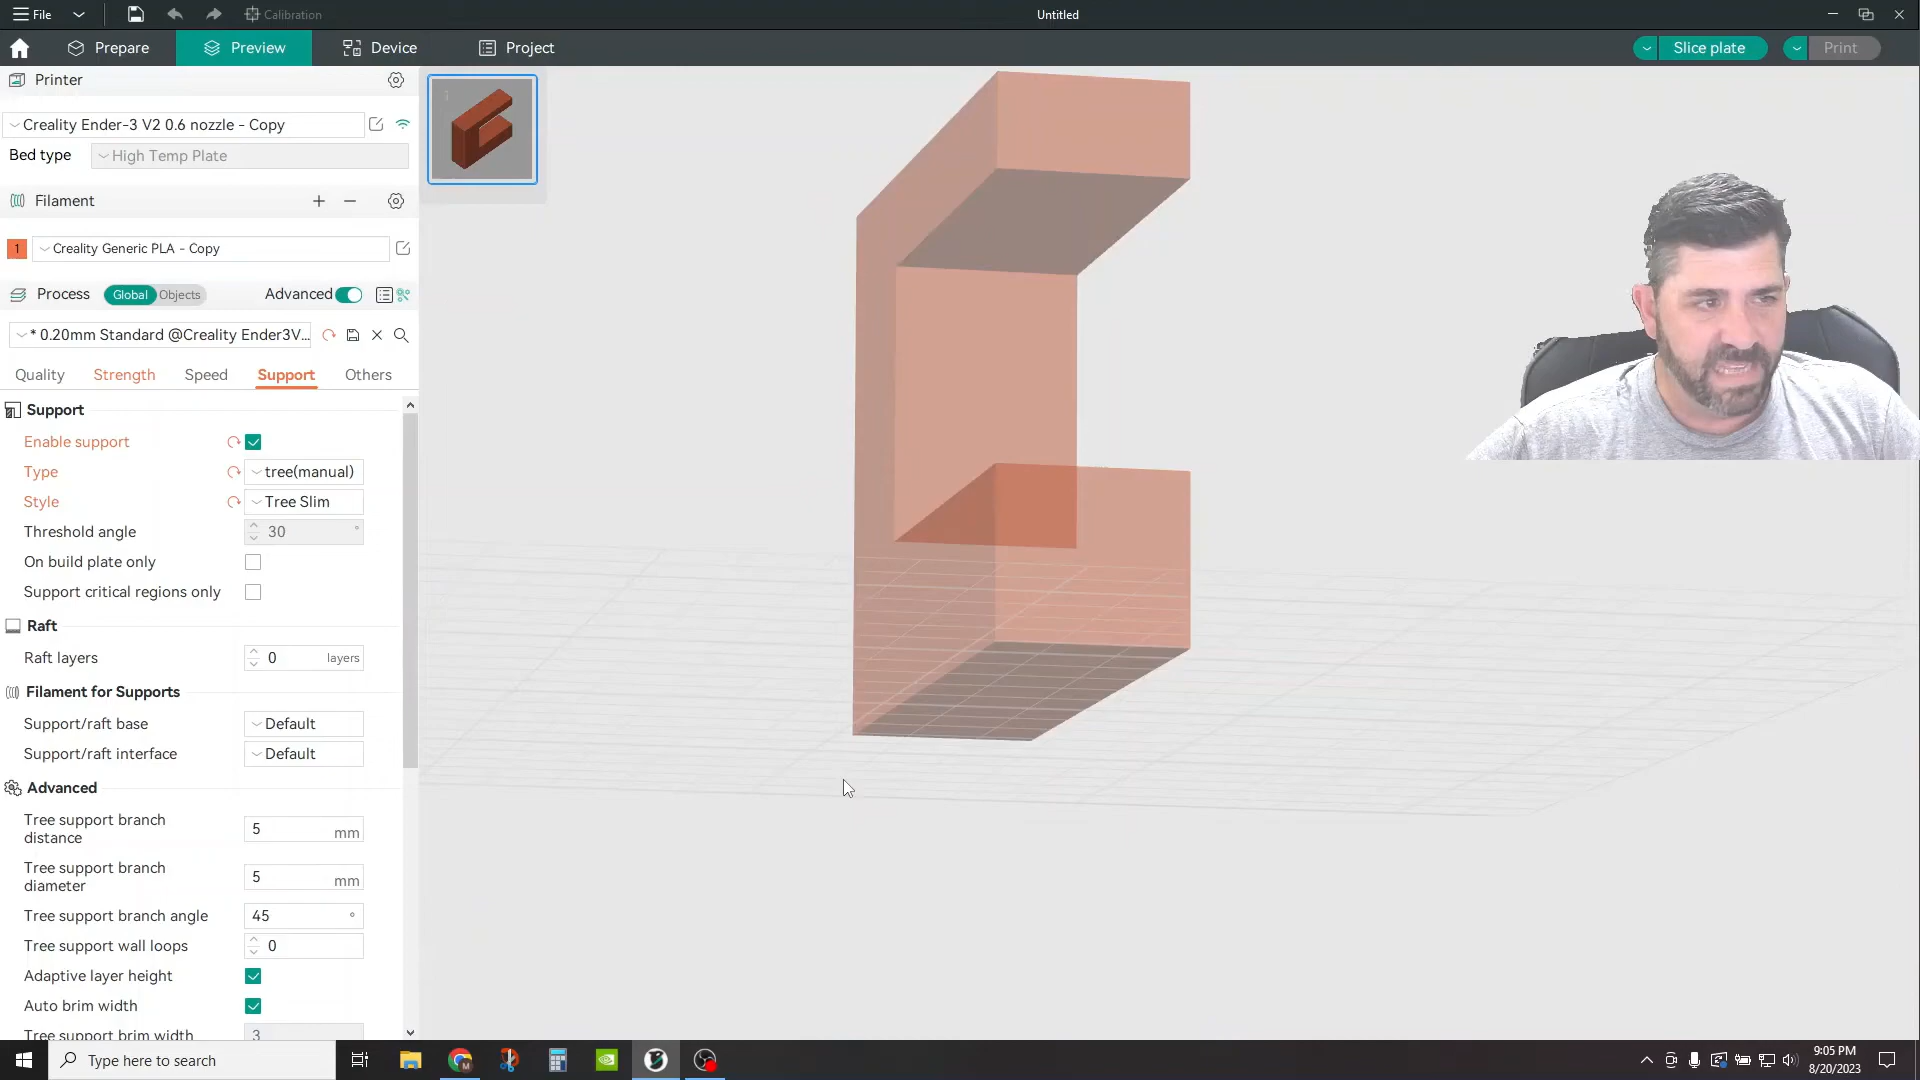 File
Calibration
Untitled
Prepare
Preview
Device
Project
Slice plate
Print
Printer
Creality Ender-3 V2 0.6 nozzle - Copy
Bed type
High Temp Plate
Filament
1
Creality Generic PLA - Copy
Process
Global
Objects
Advanced
* 0.20mm Standard @Creality Ender3V...
Quality
Strength
Speed
Support
Others
Support
Enable support
Type
tree(manual)
Style
Tree Slim
Threshold angle
30 °
On build plate only
Support critical regions only
Raft
Raft layers
0 layers
Filament for Supports
Support/raft base
Default
Support/raft interface
Default
Advanced
Tree support branch
distance
5 mm
Tree support branch
diameter
5 mm
Tree support branch angle
45 °
Tree support wall loops
0
Adaptive layer height
Auto brim width
Tree support brim width
3
Type here to search
9:05 PM
8/20/2023